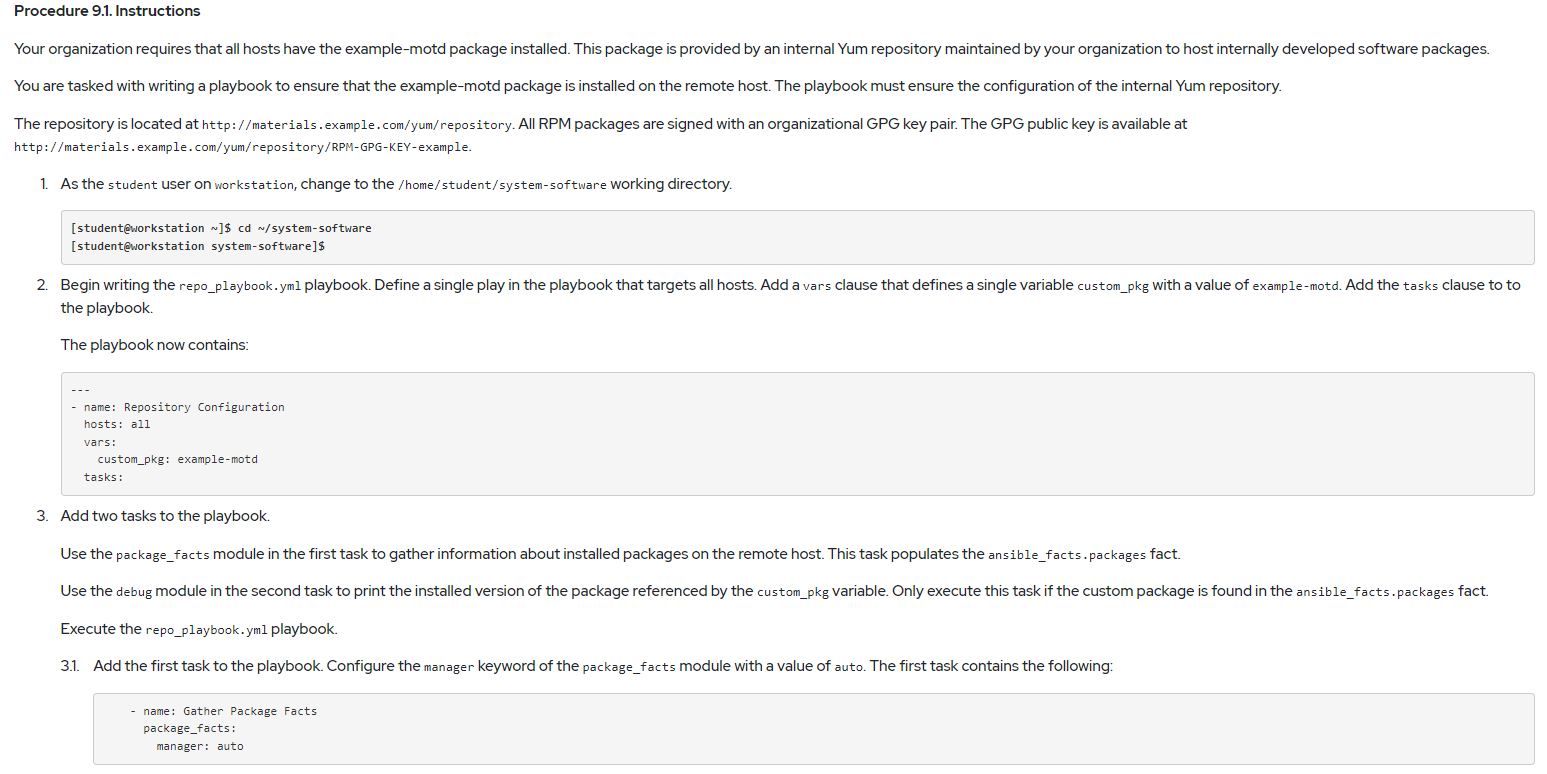 Procedure 9.1. Instructions
Your organization requires that all hosts have the example-motd package installed. This package is provided by an internal Yum repository maintained by your organization to host internally developed software packages.
You are tasked with writing a playbook to ensure that the example-motd package is installed on the remote host. The playbook must ensure the configuration of the internal Yum repository.
The repository is located at http://materials.example.com/yum/repository. All RPM packages are signed with an organizational GPG key pair. The GPG public key is available at
http://materials.example.com/yum/repository/RPM-GPG-KEY-example.
1. As the student user on workstation, change to the /home/student/system-software working directory.
[student@workstation ~]$ cd ~/system-software
[student@workstation system-software]$
2. Begin writing the repo_playbook.yml playbook. Define a single play in the playbook that targets all hosts. Add a vars clause that defines a single variable custom_pkg with a value of example-motd. Add the tasks clause to to
the playbook.
The playbook now contains:
---
- name: Repository Configuration
  hosts: all
  vars:
    custom_pkg: example-motd
  tasks:
3. Add two tasks to the playbook.
Use the package_facts module in the first task to gather information about installed packages on the remote host. This task populates the ansible_facts.packages fact.
Use the debug module in the second task to print the installed version of the package referenced by the custom_pkg variable. Only execute this task if the custom package is found in the ansible_facts.packages fact.
Execute the repo_playbook.yml playbook.
3.1. Add the first task to the playbook. Configure the manager keyword of the package_facts module with a value of auto. The first task contains the following:
    - name: Gather Package Facts
      package_facts:
        manager: auto